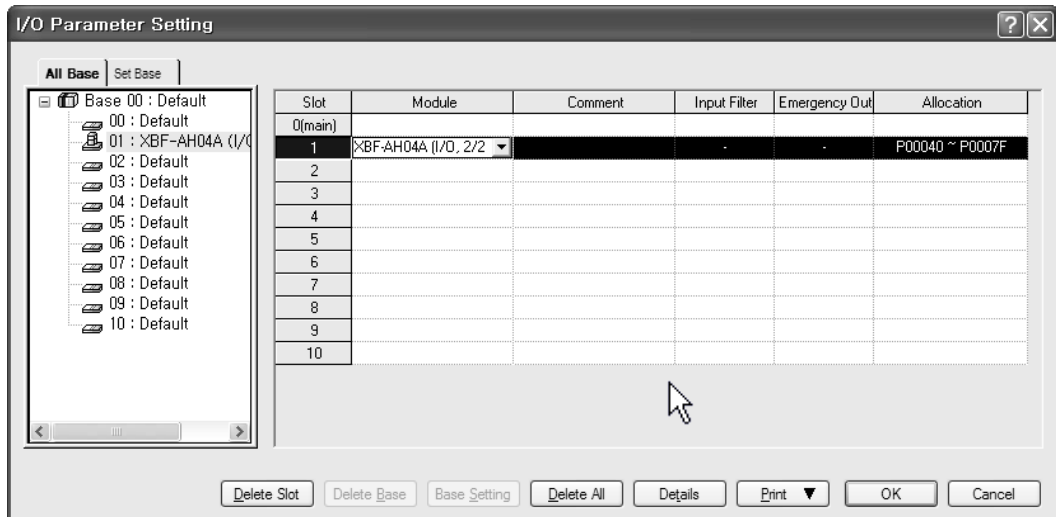 I/O Parameter Setting
All Base Set Base
Base 00 : Default
00 : Default
01 : XBF-AH04A (I/O
02 : Default
03 : Default
04 : Default
05 : Default
06 : Default
07 : Default
08 : Default
09 : Default
10 : Default
Slot Module Comment Input Filter Emergency Out Allocation
0(main)
1 XBF-AH04A (I/O, 2/2 - - P00040 ~ P0007F
2
3
4
5
6
7
8
9
10
Delete Slot Delete Base Base Setting Delete All Details Print ▼ OK Cancel